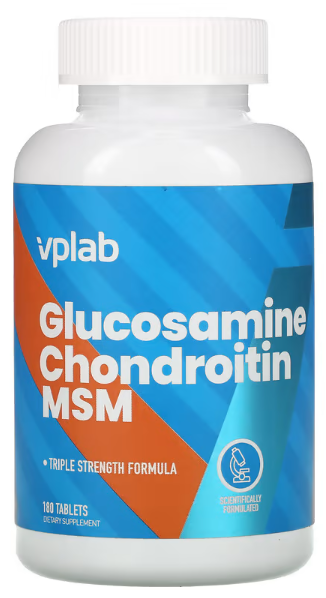 vplab
Glucosamine
Chondroitin
MSM
• TRIPLE STRENGTH FORMULA
180 TABLETS
DIETARY SUPPLEMENT
SCIENTIFICALLY
FORMULATED